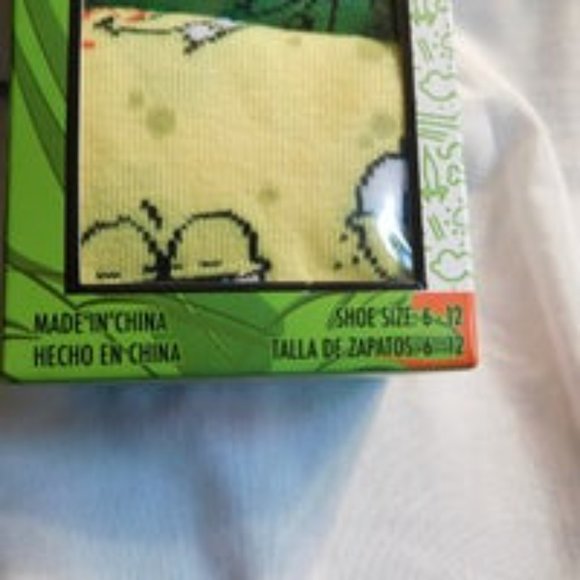 MADE IN CHINA
HECHO EN CHINA
SHOE SIZE: 6-12
TALLA DE ZAPATOS: 6-12